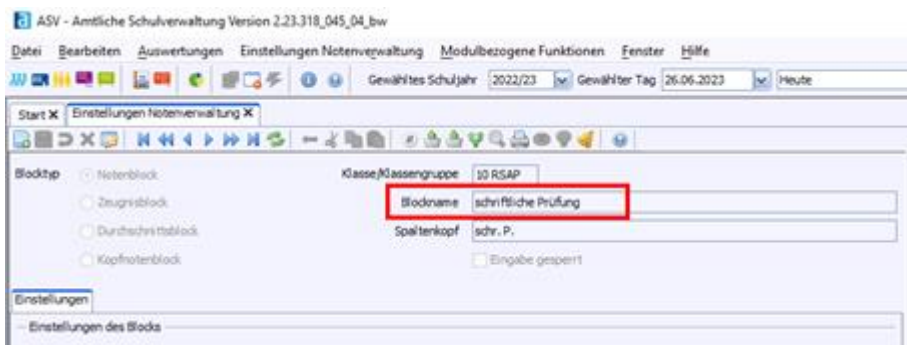 ASV - Amtliche Schulverwaltung Version 2.23.318_045_04_bw
Datei Bearbeiten Auswertungen Einstellungen Notenverwaltung Modulbezogene Funktionen Fenster Hilfe
Gewähltes Schuljahr 2022/23 Gewählter Tag 26.06.2023 Heute
Start X Einstellungen Notenverwaltung X
Blocktyp Notenblock Klasse/Klassengruppe 10 RSAP
Zeugnisblock Blockname schriftliche Prüfung
Durchschnittsblock Spaltenkopf schr. P.
Kopfnotenblock Eingabe gesperrt
Einstellungen
Einstellungen des Blocks